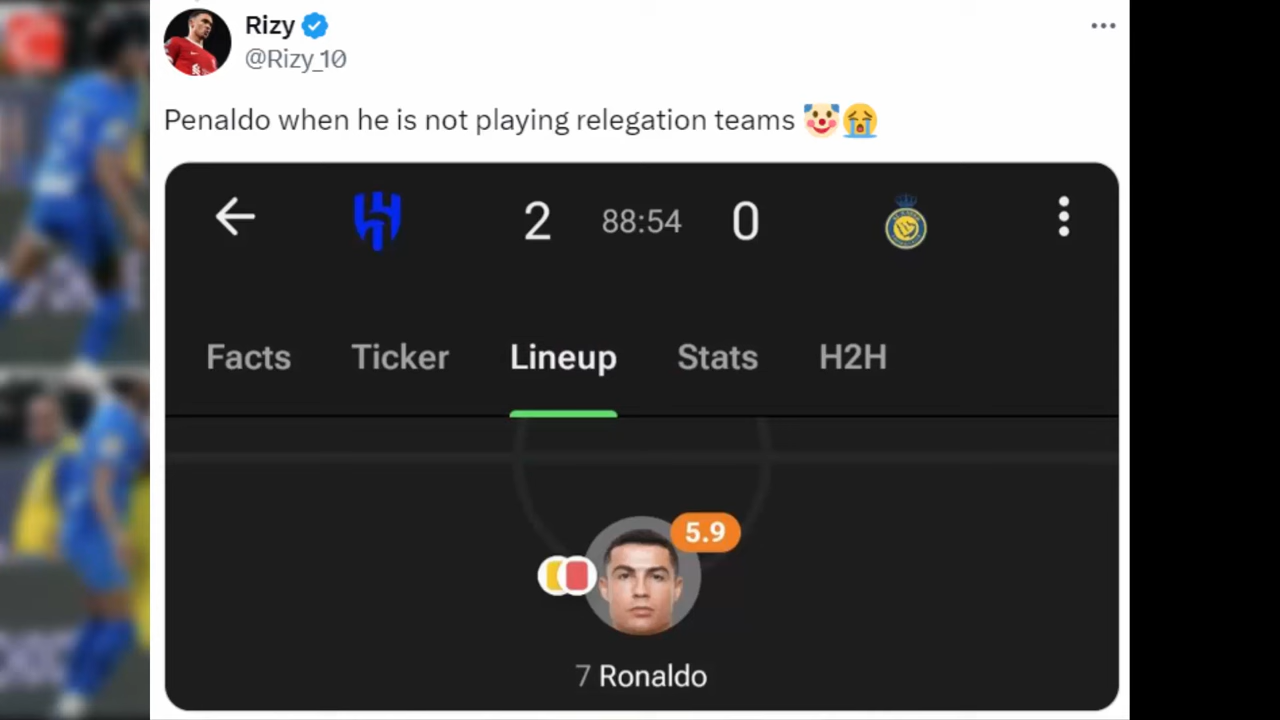 Rizy
@Rizy_10
Penaldo when he is not playing relegation teams 🤡😭
2 88:54 0
Facts Ticker Lineup Stats H2H
5.9
7 Ronaldo